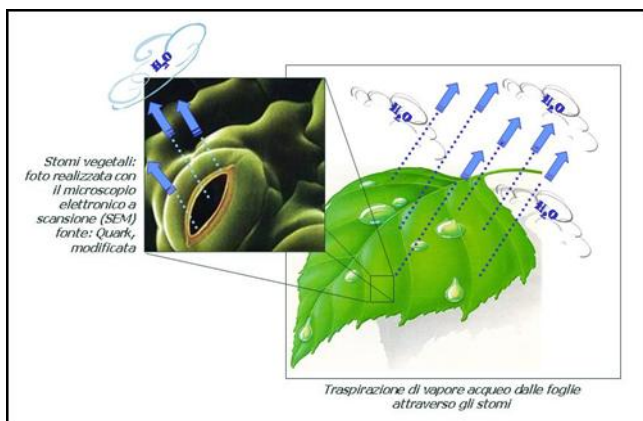 H₂O
Stomi vegetali:
foto realizzata con
il microscopio
elettronico a
scansione (SEM)
fonte: Quark,
modificata
H₂O
H₂O
H₂O
Traspirazione di vapore acqueo dalle foglie
attraverso gli stomi